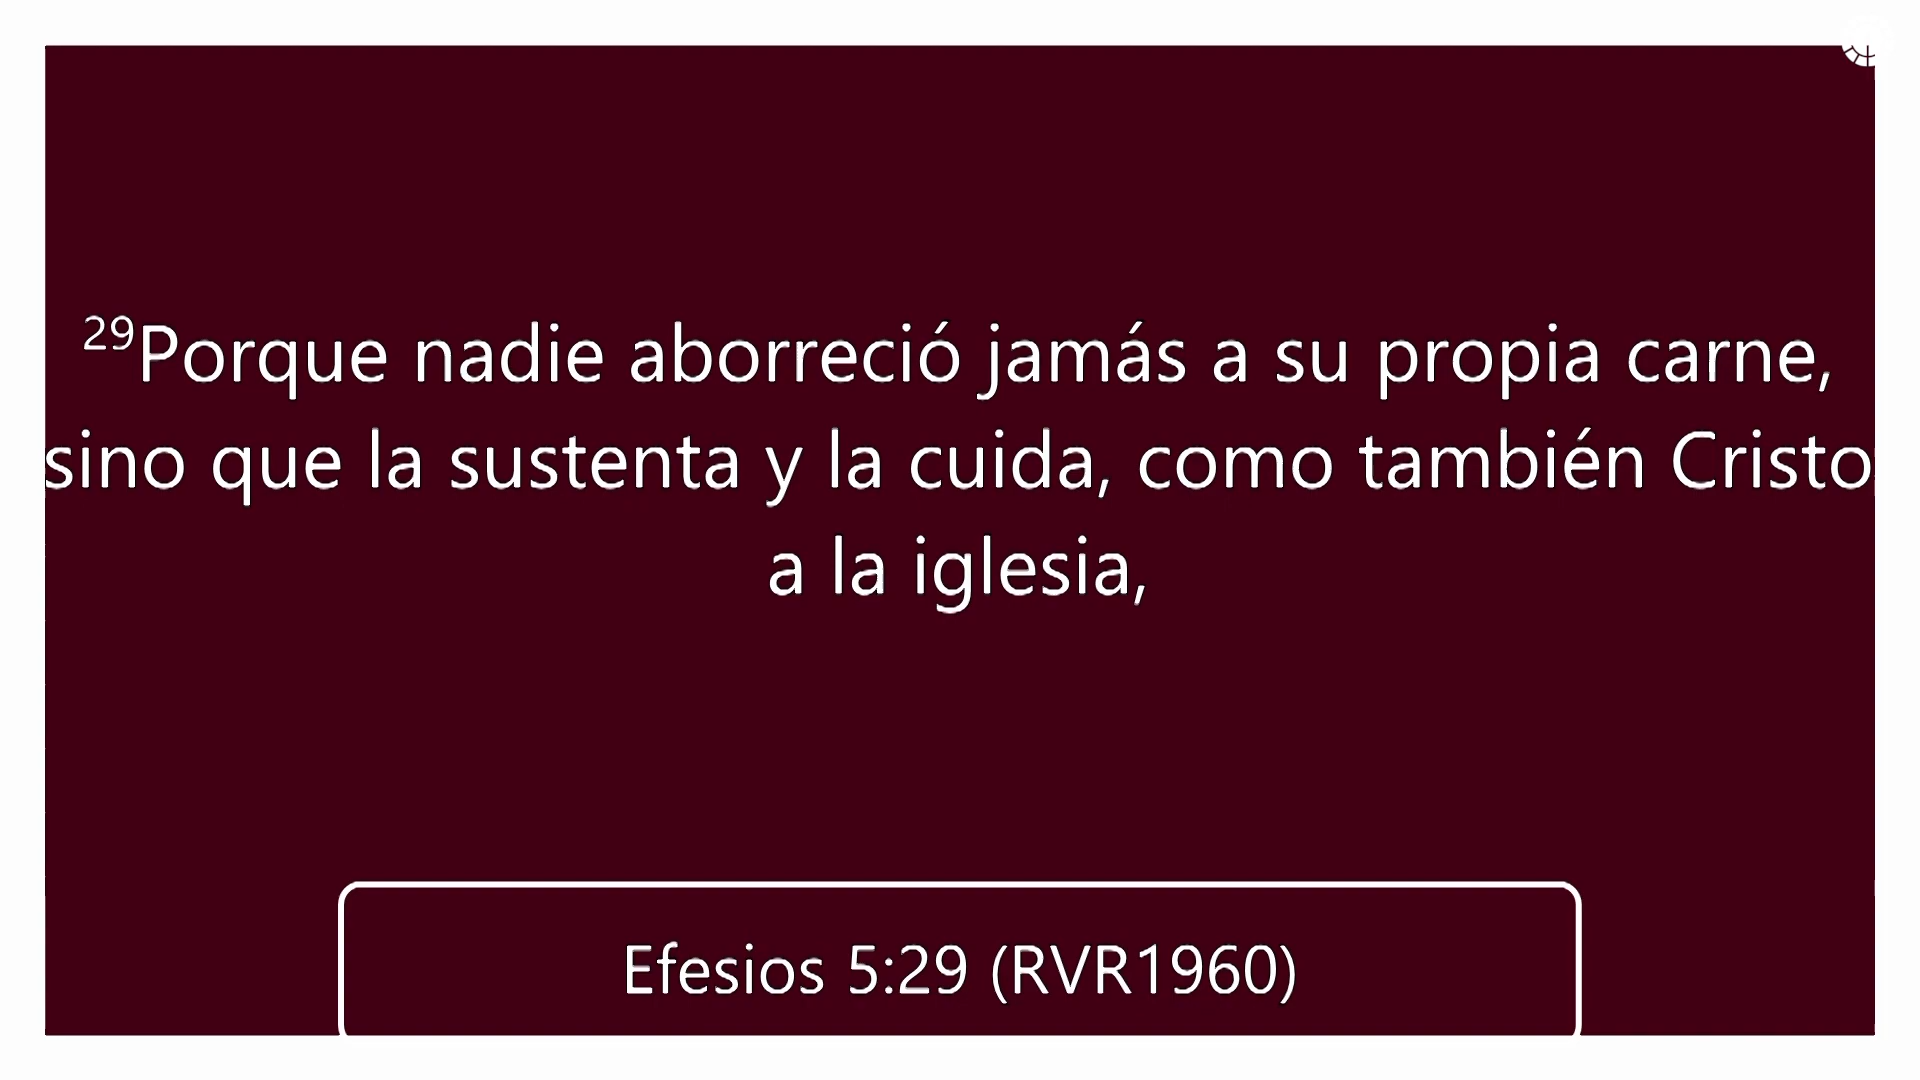 29Porque nadie aborreció jamás a su propia carne,
sino que la sustenta y la cuida, como también Cristo
a la iglesia,
Efesios 5:29 (RVR1960)